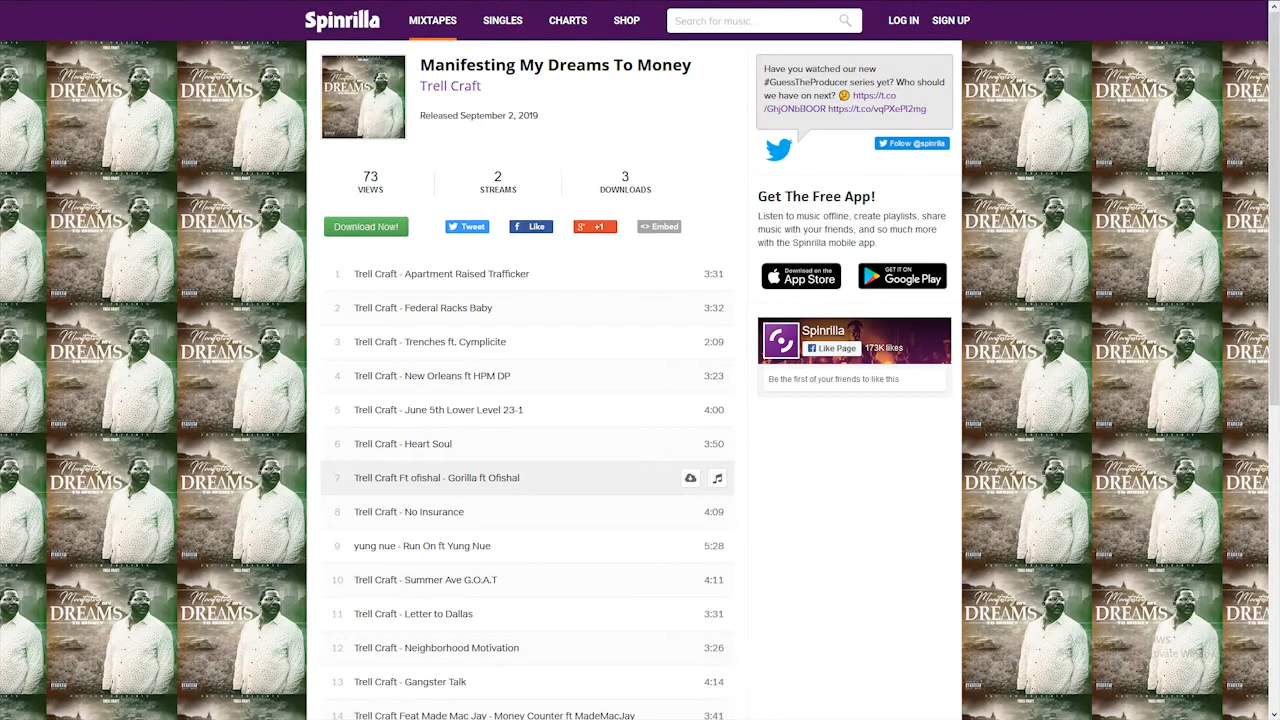 Spinrilla
MIXTAPES
SINGLES
CHARTS
SHOP
Search for music.
LOG IN
SIGN UP
Manifesting My Dreams To Money
Trell Craft
Released September 2, 2019
73
VIEWS
2
STREAMS
3
DOWNLOADS
Download Now!
Tweet
Like
+1
<> Embed
1 Trell Craft - Apartment Raised Trafficker 3:31
2 Trell Craft - Federal Racks Baby 3:32
3 Trell Craft - Trenches ft. Cymplicite 2:09
4 Trell Craft - New Orleans ft HPM DP 3:23
5 Trell Craft - June 5th Lower Level 23-1 4:00
6 Trell Craft - Heart Soul 3:50
7 Trell Craft Ft ofishal - Gorilla ft Ofishal
8 Trell Craft - No Insurance 4:09
9 yung nue - Run On ft Yung Nue 5:28
10 Trell Craft - Summer Ave G.O.A.T 4:11
11 Trell Craft - Letter to Dallas 3:31
12 Trell Craft - Neighborhood Motivation 3:26
13 Trell Craft - Gangster Talk 4:14
14 Trell Craft Feat Made Mac Jay - Money Counter ft MadeMacJay 3:41
Have you watched our new
#GuessTheProducer series yet? Who should
we have on next? 🤔 https://t.co
/GhjONbBOOR https://t.co/vqPXePI2mg
Follow @spinrilla
Get The Free App!
Listen to music offline, create playlists, share
music with your friends, and so much more
with the Spinrilla mobile app.
Download on the
App Store
GET IT ON
Google Play
Spinrilla
Like Page
173K likes
Be the first of your friends to like this
Manifesting MY
DREAMS
TO MONEY